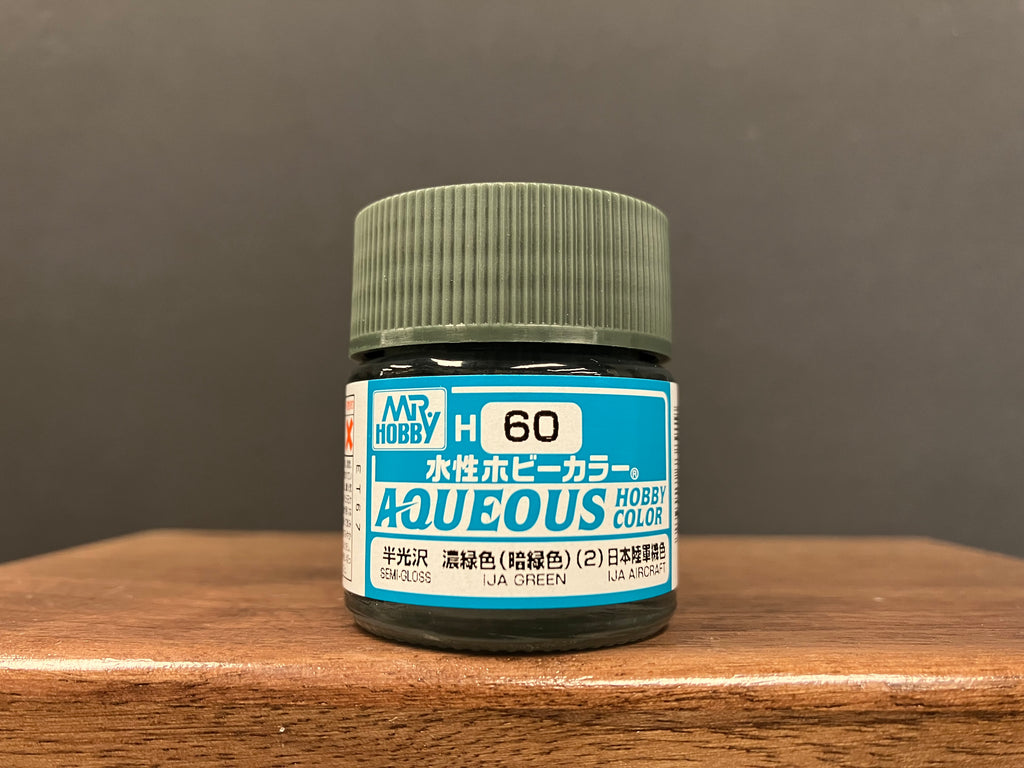 MR.
HOBBY
H 60
水性ホビーカラー®
AQUEOUS HOBBY COLOR
半光沢 濃緑色(暗緑色)(2) 日本陸軍機色
SEMI-GLOSS IJA GREEN IJA AIRCRAFT
ET67